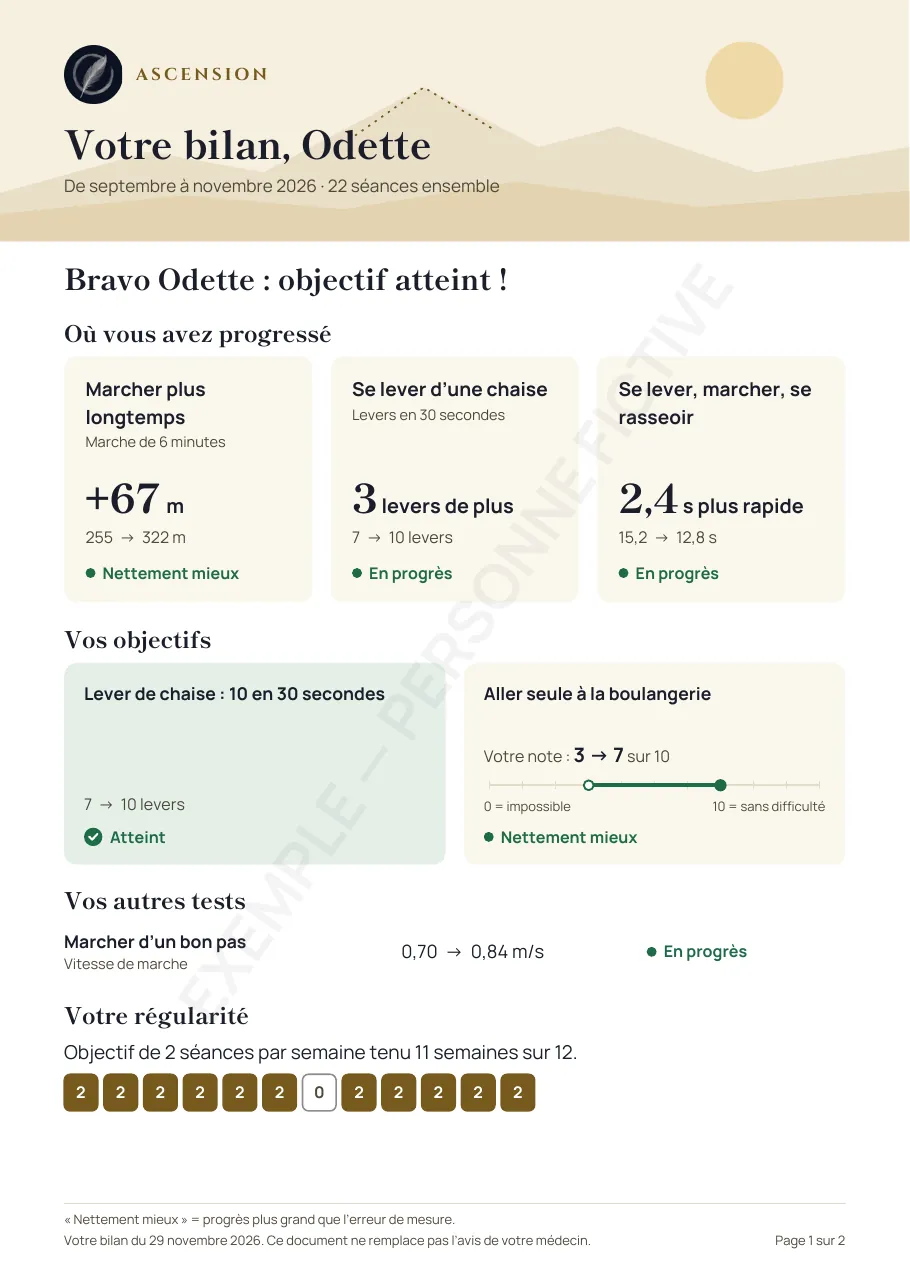 ASCENSION
Votre bilan, Odette
De septembre à novembre 2026 · 22 séances ensemble
Bravo Odette : objectif atteint !
Où vous avez progressé
Marcher plus
longtemps
Marche de 6 minutes
+67 m
255 → 322 m
Nettement mieux
Se lever d’une chaise
Levers en 30 secondes
3 levers de plus
7 → 10 levers
En progrès
Se lever, marcher, se
rasseoir
2,4 s plus rapide
15,2 → 12,8 s
En progrès
Vos objectifs
Lever de chaise : 10 en 30 secondes
7 → 10 levers
Atteint
Aller seule à la boulangerie
Votre note : 3 → 7 sur 10
0 = impossible 10 = sans difficulté
Nettement mieux
Vos autres tests
Marcher d’un bon pas
Vitesse de marche
0,70 → 0,84 m/s
En progrès
Votre régularité
Objectif de 2 séances par semaine tenu 11 semaines sur 12.
2 2 2 2 2 2 0 2 2 2 2 2
« Nettement mieux » = progrès plus grand que l’erreur de mesure.
Votre bilan du 29 novembre 2026. Ce document ne remplace pas l’avis de votre médecin. Page 1 sur 2
EXEMPLE — PERSONNE FICTIVE